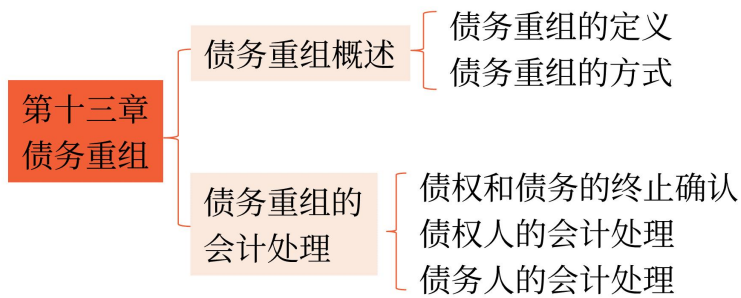 第十三章
债务重组
债务重组概述
债务重组的定义
债务重组的方式
债务重组的
会计处理
债权和债务的终止确认
债权人的会计处理
债务人的会计处理